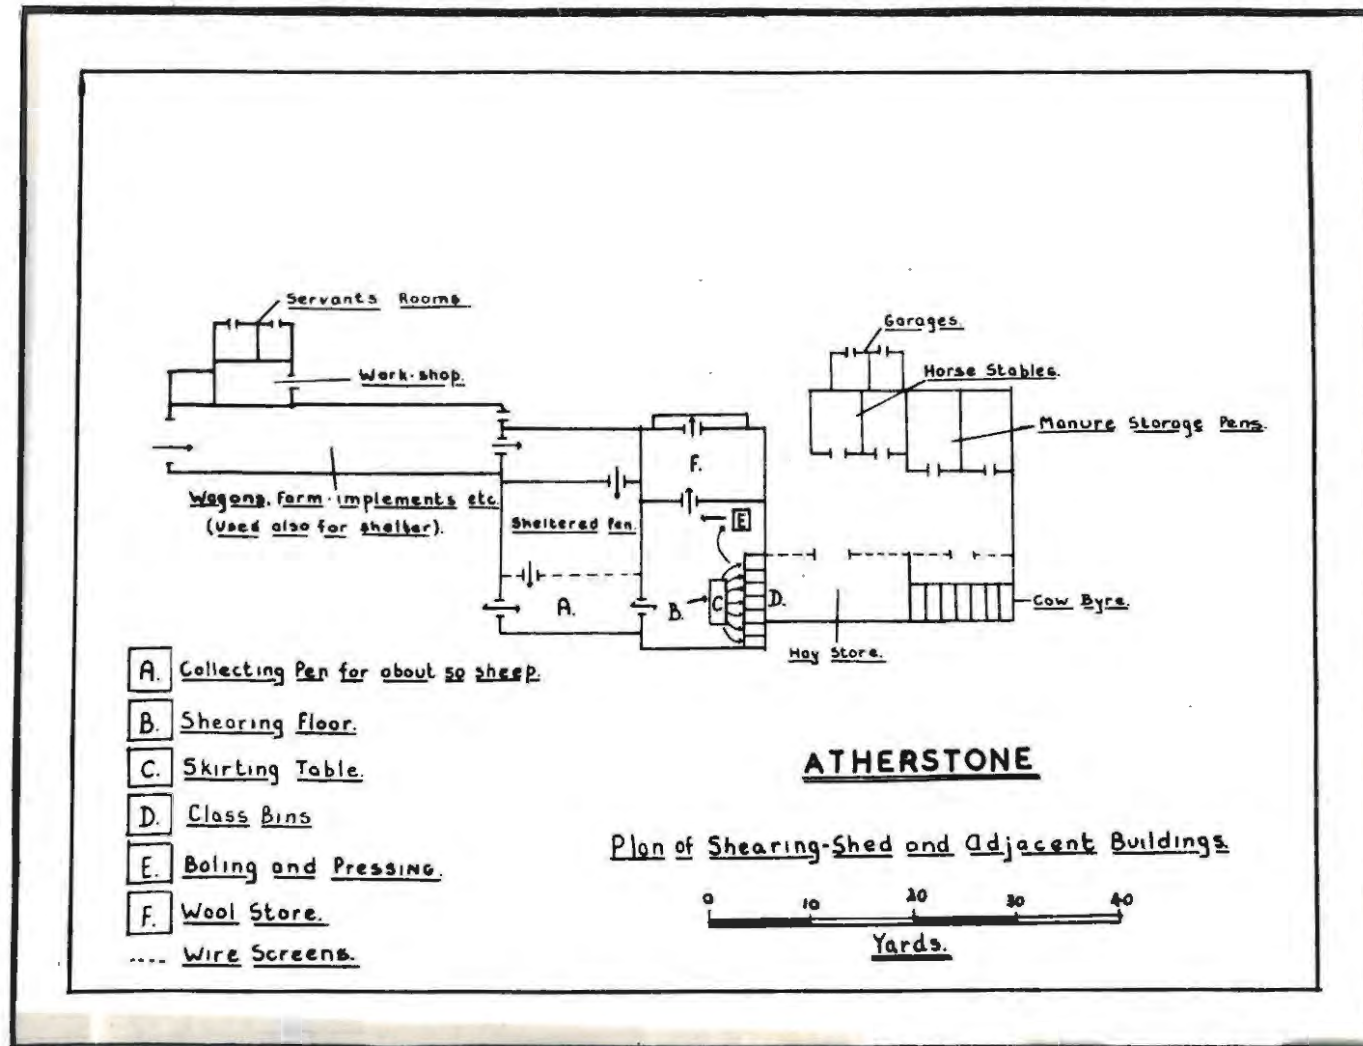 Servants Rooms.
Work-shop.
Garages.
Horse Stables.
Manure Storage Pens.
Wagons, Farm-implements etc.
(Used also for shelter).
Sheltered Pen.
F.
E
A.
B.
C
D.
Cow Byre.
Hay Store.
A. Collecting Pen for about 50 sheep.
B. Shearing Floor.
C. Skirting Table.
D. Class Bins
E. Baling and Pressing.
F. Wool Store.
.... Wire Screens.
ATHERSTONE
Plan of Shearing-Shed and Adjacent Buildings.
0 10 20 30 40
Yards.